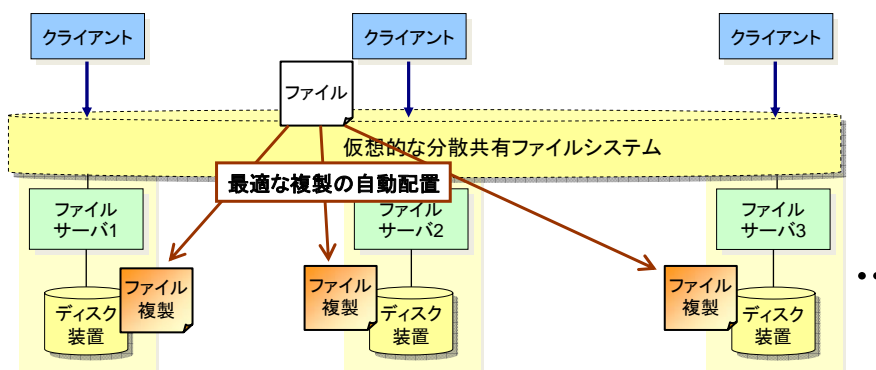 クライアント
クライアント
クライアント
ファイル
仮想的な分散共有ファイルシステム
最適な複製の自動配置
ファイル
サーバ1
ファイル
サーバ2
ファイル
サーバ3
ファイル
複製
ディスク
装置
ファイル
複製
ディスク
装置
ファイル
複製
ディスク
装置